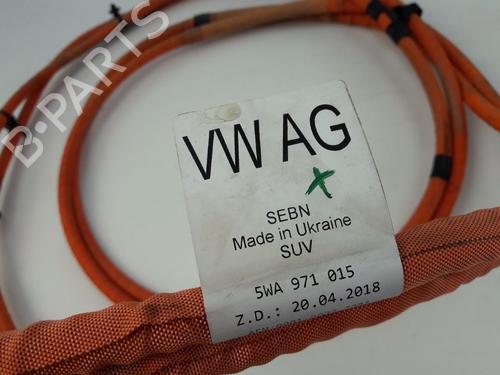 B-PARTS
VW AG
SEBN
Made in Ukraine
SUV
5WA 971 015
Z.D.: 20.04.2018